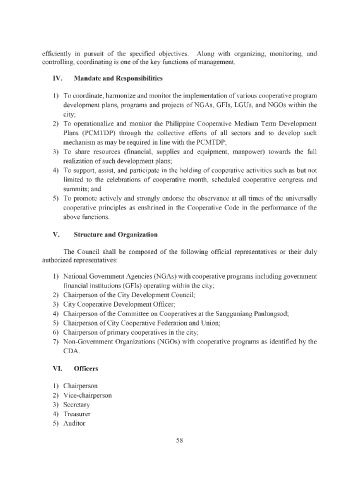 efficiently in pursuit of the specified objectives. Along with organizing, monitoring, and
controlling, coordinating is one of the key functions of management.
IV. Mandate and Responsibilities
1) To coordinate, harmonize and monitor the implementation of various cooperative program
development plans, programs and projects of NGAs, GFIs, LGUs, and NGOs within the
city;
2) To operationalize and monitor the Philippine Cooperative Medium Term Development
Plans (PCMTDP) through the collective efforts of all sectors and to develop such
mechanism as may be required in line with the PCMTDP;
3) To share resources (financial, supplies and equipment, manpower) towards the full
realization of such development plans;
4) To support, assist, and participate in the holding of cooperative activities such as but not
limited to the celebrations of cooperative month, scheduled cooperative congress and
summits; and
5) To promote actively and strongly endorse the observance at all times of the universally
cooperative principles as enshrined in the Cooperative Code in the performance of the
above functions.
V. Structure and Organization
The Council shall be composed of the following official representatives or their duly
authorized representatives:
1) National Government Agencies (NGAs) with cooperative programs including government
financial institutions (GFIs) operating within the city;
2) Chairperson of the City Development Council;
3) City Cooperative Development Officer;
4) Chairperson of the Committee on Cooperatives at the Sangguniang Panlungsod;
5) Chairperson of City Cooperative Federation and Union;
6) Chairperson of primary cooperatives in the city;
7) Non-Government Organizations (NGOs) with cooperative programs as identified by the
CDA.
VI. Officers
1) Chairperson
2) Vice-chairperson
3) Secretary
4) Treasurer
5) Auditor
58